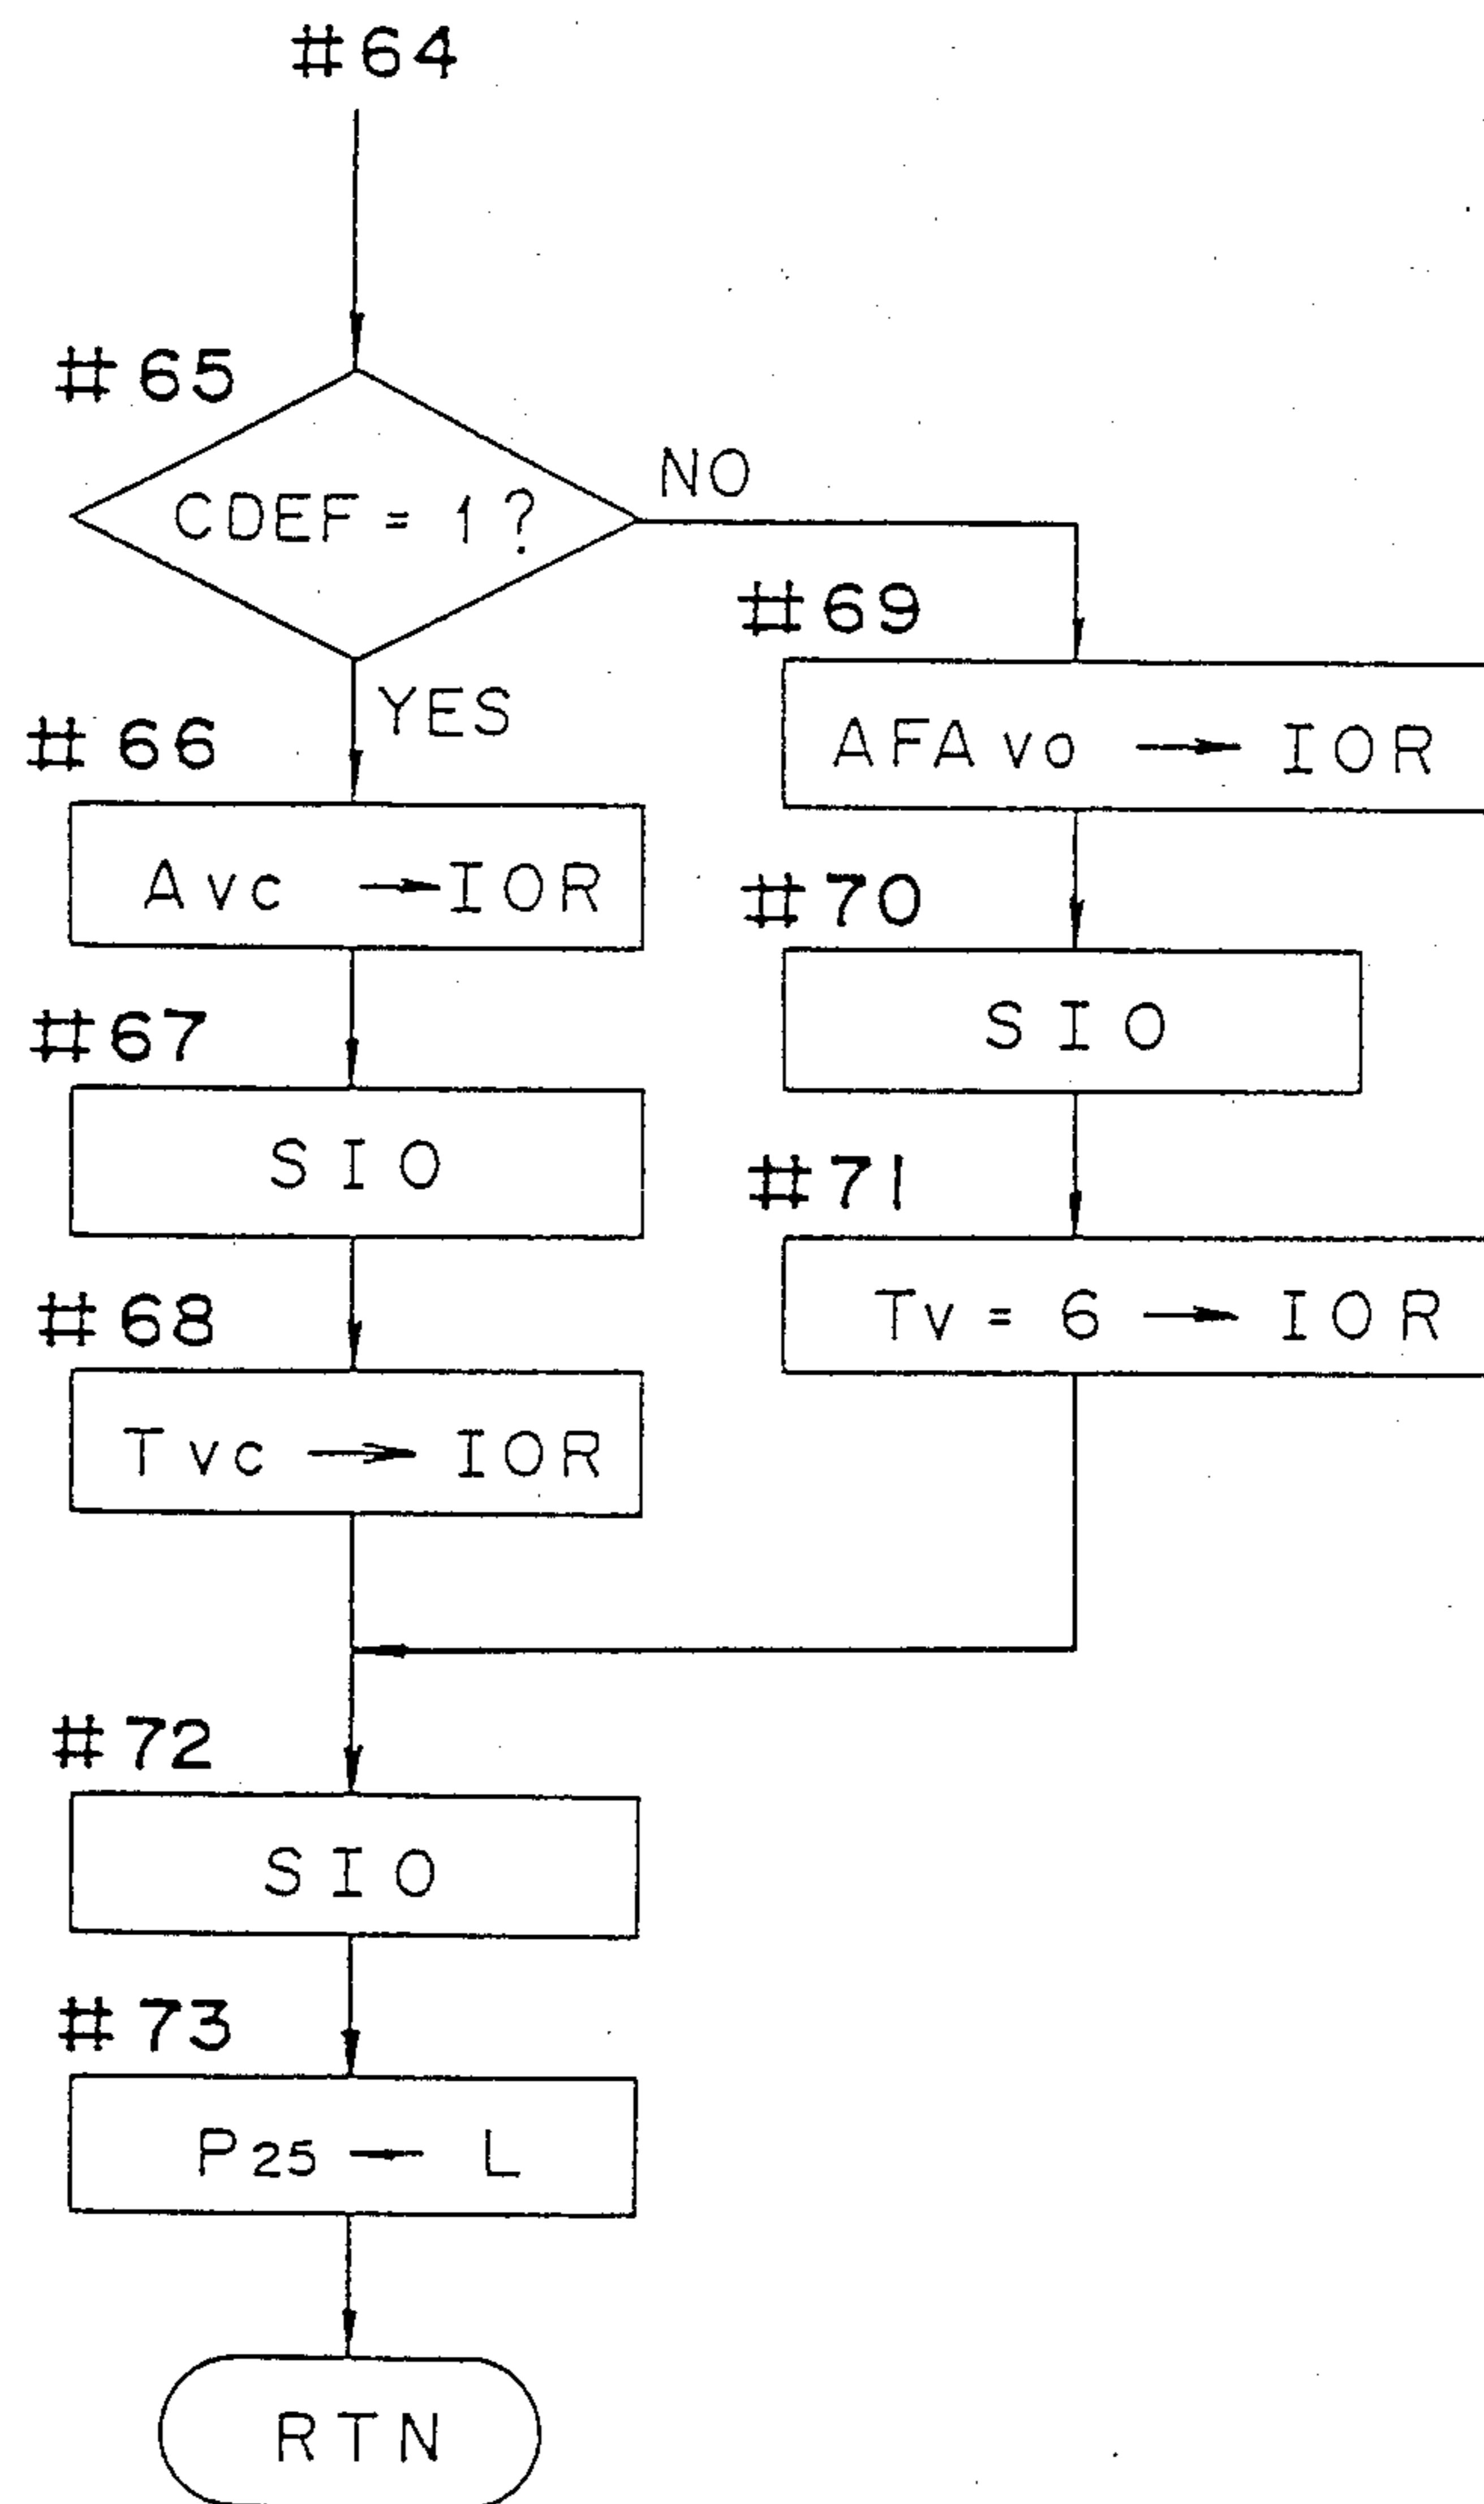 #64
#65
CDEF = 1 ?
NO
YES
#66
Avc → IOR
#67
SIO
#68
Tvc → IOR
#69
AFAvo → IOR
#70
SIO
#71
Tv = 6 → IOR
#72
SIO
#73
P25 — L
RTN